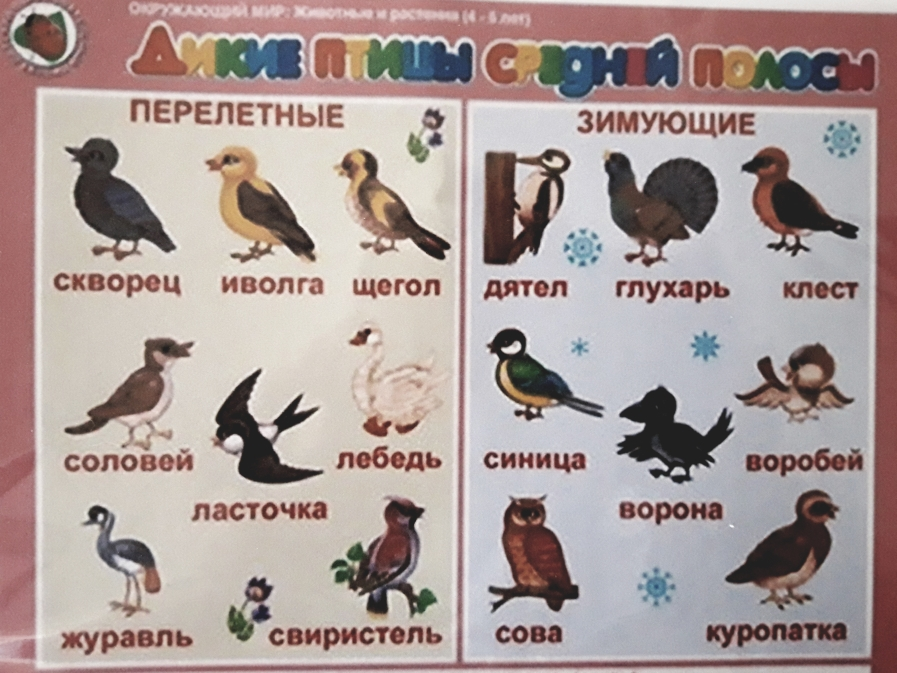 ОКРУЖАЮЩИЙ МИР: Животные и растения (4 - 5 лет)
Дикие птицы средней полосы
ПЕРЕЛЕТНЫЕ
скворец иволга щегол
соловей лебедь
ласточка
журавль свиристель
ЗИМУЮЩИЕ
дятел глухарь клест
синица воробей
ворона
сова куропатка